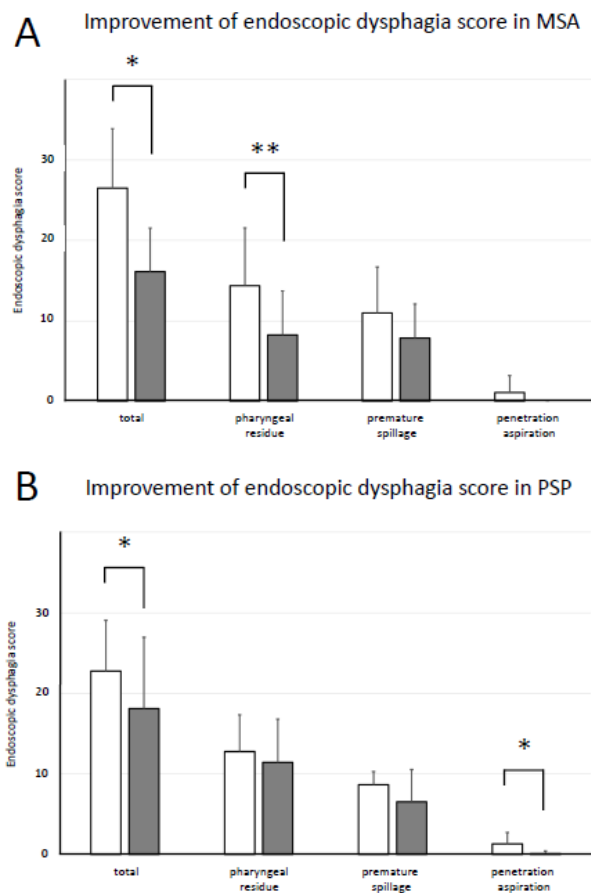 A
Improvement of endoscopic dysphagia score in MSA
*
**
Endoscopic dysphagia score
30
20
10
0
total
pharyngeal
residue
premature
spillage
penetration
aspiration
B
Improvement of endoscopic dysphagia score in PSP
*
*
Endoscopic dysphagia score
30
20
10
0
total
pharyngeal
residue
premature
spillage
penetration
aspiration